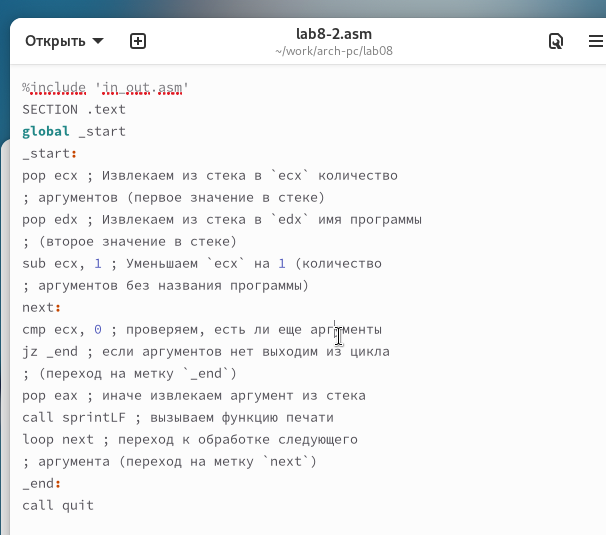 Открыть
lab8-2.asm
~/work/arch-pc/lab08
%include 'in_out.asm'
SECTION .text
global _start
_start:
pop ecx ; Извлекаем из стека в `ecx` количество
; аргументов (первое значение в стеке)
pop edx ; Извлекаем из стека в `edx` имя программы
; (второе значение в стеке)
sub ecx, 1 ; Уменьшаем `ecx` на 1 (количество
; аргументов без названия программы)
next:
cmp ecx, 0 ; проверяем, есть ли еще аргументы
jz _end ; если аргументов нет выходим из цикла
; (переход на метку `_end`)
pop eax ; иначе извлекаем аргумент из стека
call sprintLF ; вызываем функцию печати
loop next ; переход к обработке следующего
; аргумента (переход на метку `next`)
_end:
call quit